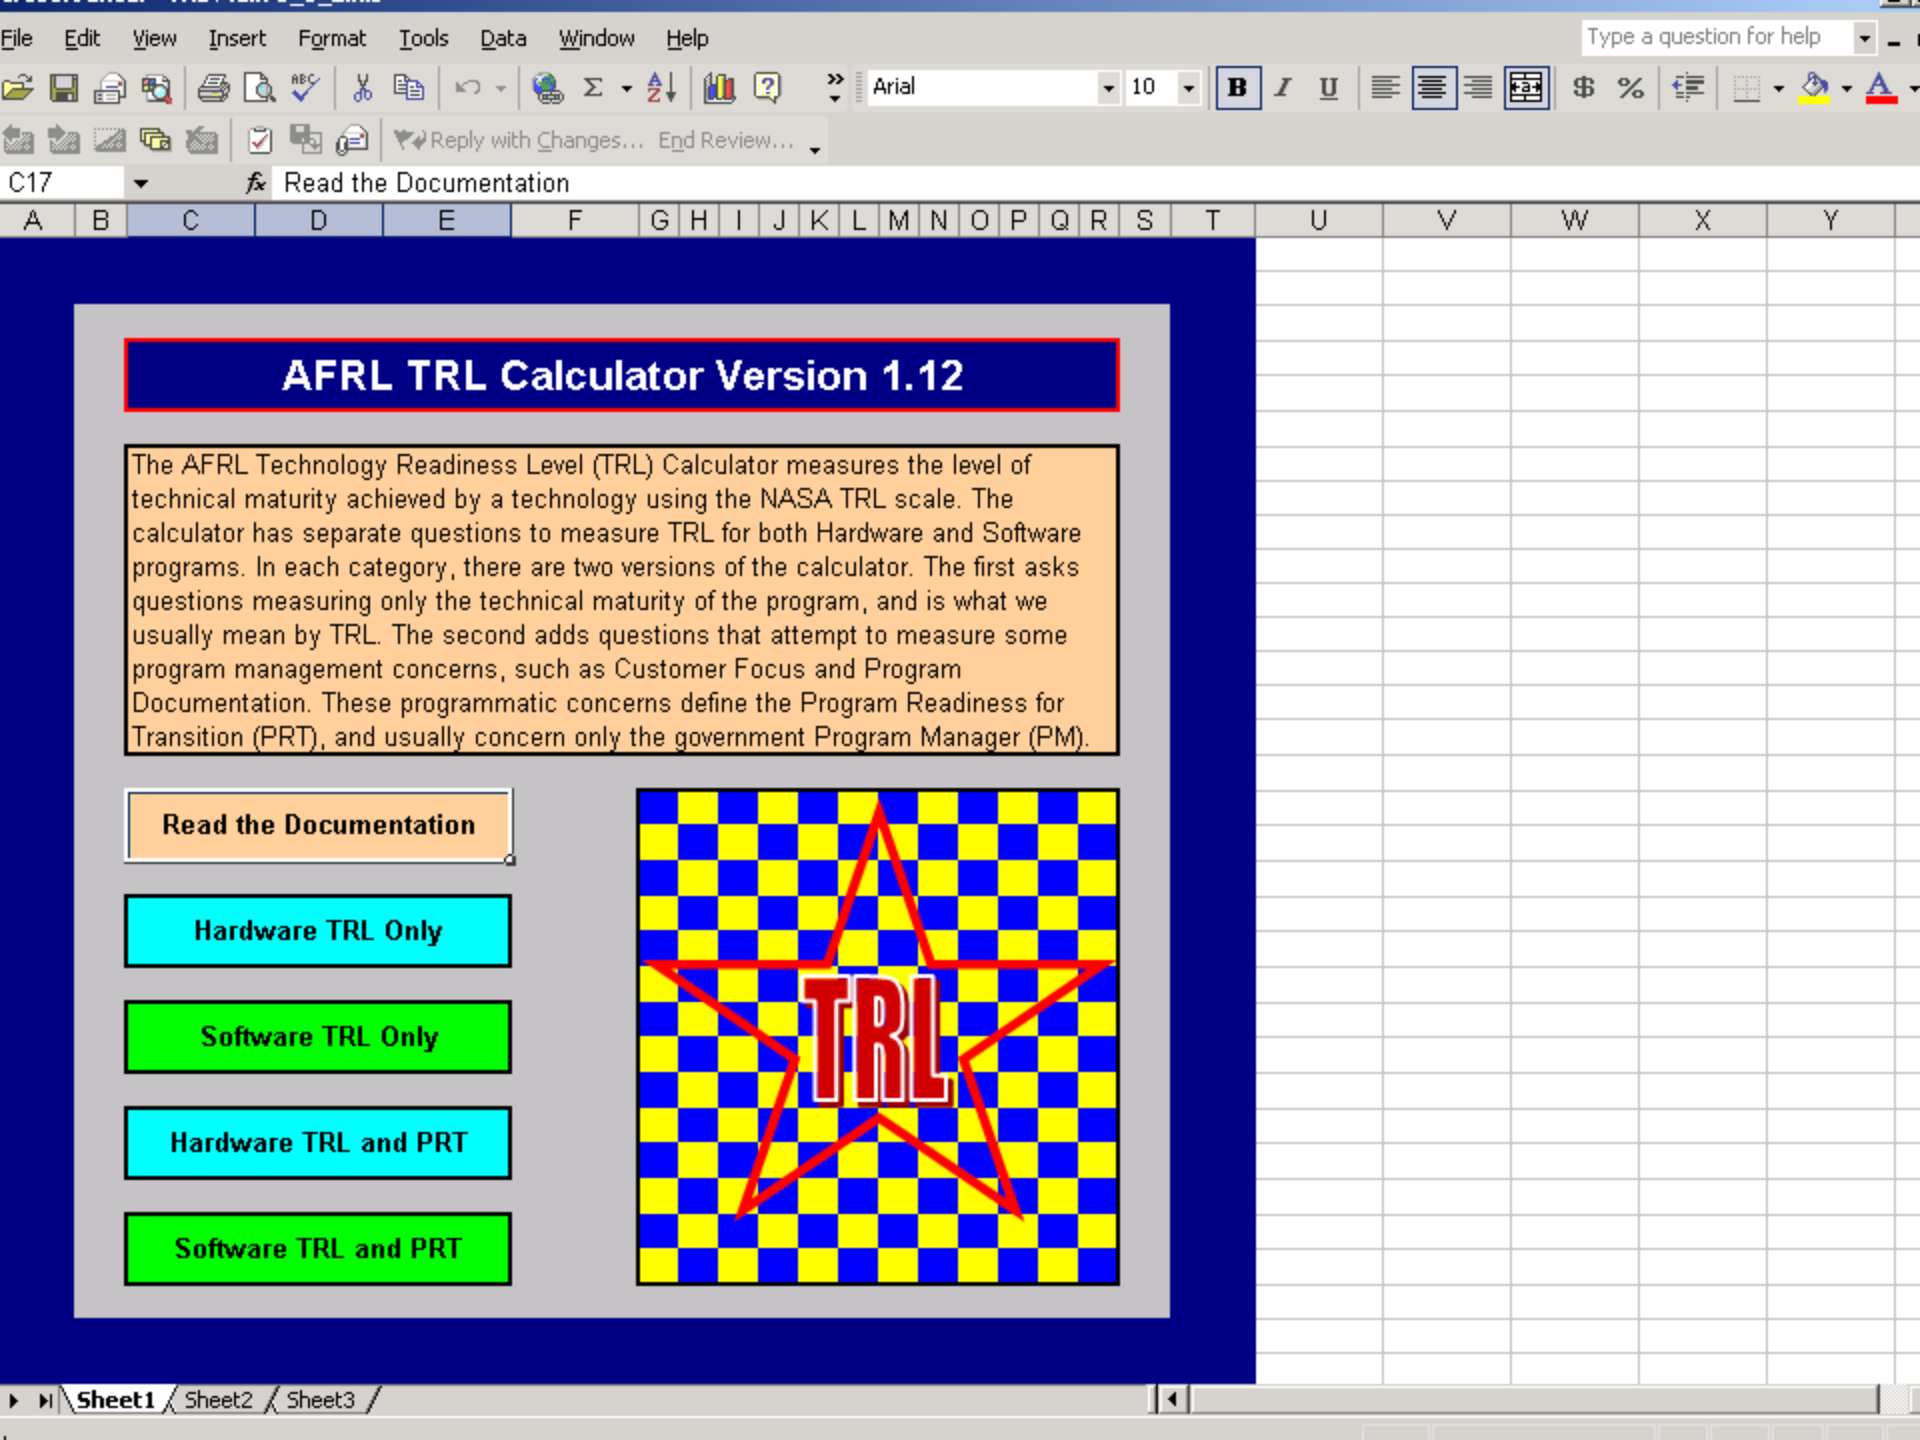 File Edit View Insert Format Tools Data Window Help Type a question for help
ABC Σ A Z Arial 10 B I U $ % A
Reply with Changes... End Review...
C17 fx Read the Documentation
A B C D E F G H I J K L M N O P Q R S T U V W X Y
AFRL TRL Calculator Version 1.12
The AFRL Technology Readiness Level (TRL) Calculator measures the level of
technical maturity achieved by a technology using the NASA TRL scale. The
calculator has separate questions to measure TRL for both Hardware and Software
programs. In each category, there are two versions of the calculator. The first asks
questions measuring only the technical maturity of the program, and is what we
usually mean by TRL. The second adds questions that attempt to measure some
program management concerns, such as Customer Focus and Program
Documentation. These programmatic concerns define the Program Readiness for
Transition (PRT), and usually concern only the government Program Manager (PM).
Read the Documentation
Hardware TRL Only
Software TRL Only
Hardware TRL and PRT
Software TRL and PRT
TRL
Sheet1 Sheet2 Sheet3